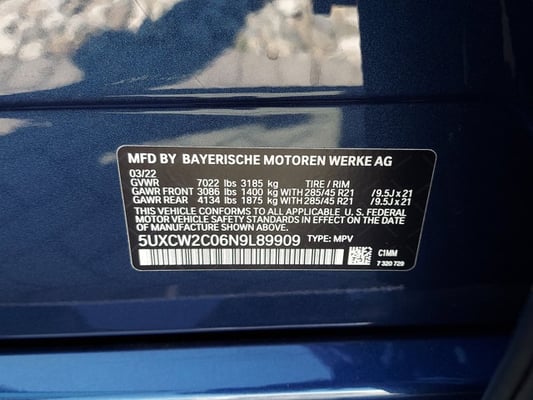 MFD BY BAYERISCHE MOTOREN WERKE AG
03/22
GVWR 7022 lbs 3185 kg TIRE / RIM
GAWR FRONT 3086 lbs 1400 kg WITH 285/45 R21 / 9.5J x 21
GAWR REAR 4134 lbs 1875 kg WITH 285/45 R21 / 9.5J x 21
THIS VEHICLE CONFORMS TO ALL APPLICABLE U.S. FEDERAL
MOTOR VEHICLE SAFETY STANDARDS IN EFFECT ON THE
DATE OF MANUFACTURE SHOWN ABOVE.
5UXCW2C06N9L89909 TYPE: MPV
C1MM
7 320 729